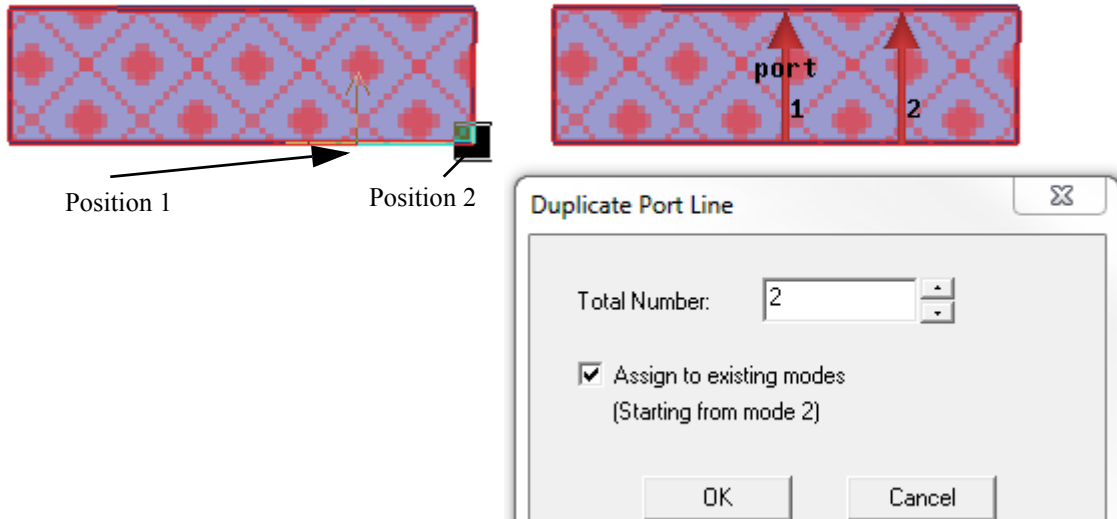 port
1
2
Position 1
Position 2
Duplicate Port Line
Total Number:
2
Assign to existing modes
(Starting from mode 2)
OK
Cancel